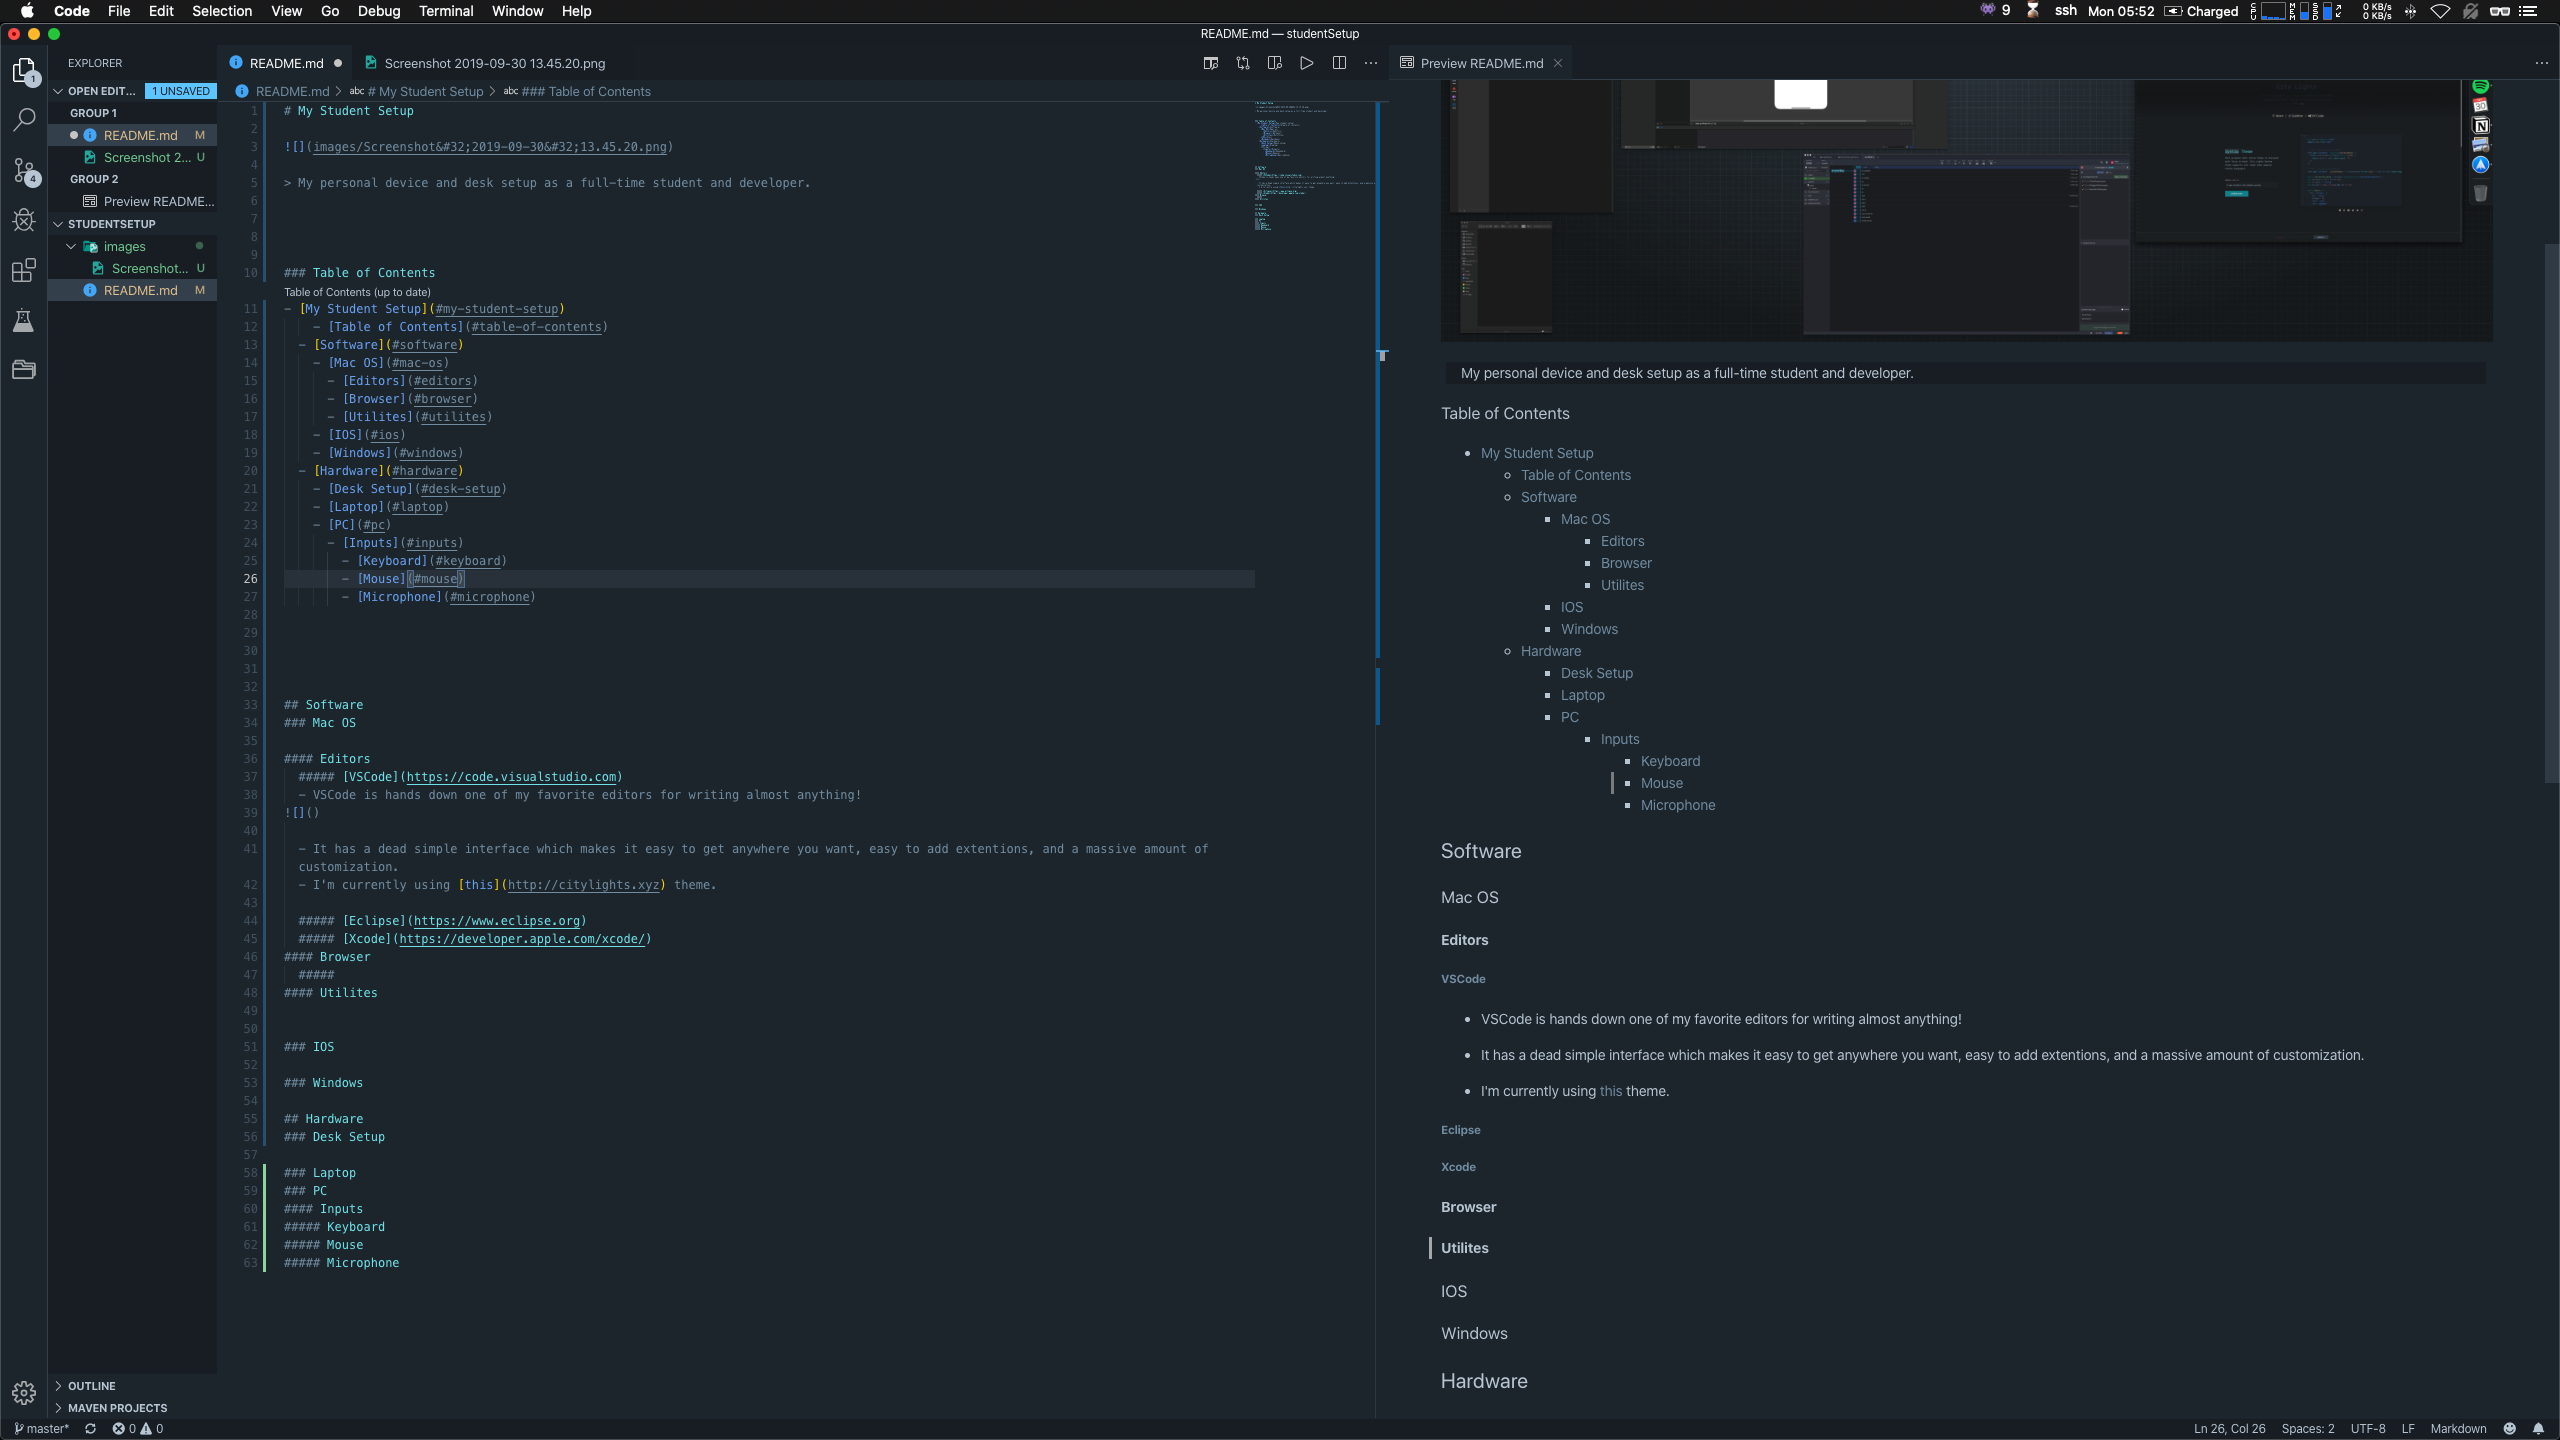 Code File Edit Selection View Go Debug Terminal Window Help
9 ssh Mon 05:52 Charged CPU MEM SSD 0 KB/s 0 KB/s
README.md — studentSetup
EXPLORER
OPEN EDIT... 1 UNSAVED
GROUP 1
README.md M
Screenshot 2... U
GROUP 2
Preview README...
STUDENTSETUP
images
Screenshot... U
README.md M
OUTLINE
MAVEN PROJECTS
1
4
README.md
Screenshot 2019-09-30 13.45.20.png
README.md > abc # My Student Setup > abc ### Table of Contents
1 # My Student Setup
2
3 ![](images/Screenshot&#32;2019-09-30&#32;13.45.20.png)
4
5 > My personal device and desk setup as a full-time student and developer.
6
7
8
9
10 ### Table of Contents
Table of Contents (up to date)
11 - [My Student Setup](#my-student-setup)
12 - [Table of Contents](#table-of-contents)
13 - [Software](#software)
14 - [Mac OS](#mac-os)
15 - [Editors](#editors)
16 - [Browser](#browser)
17 - [Utilites](#utilites)
18 - [IOS](#ios)
19 - [Windows](#windows)
20 - [Hardware](#hardware)
21 - [Desk Setup](#desk-setup)
22 - [Laptop](#laptop)
23 - [PC](#pc)
24 - [Inputs](#inputs)
25 - [Keyboard](#keyboard)
26 - [Mouse](#mouse)
27 - [Microphone](#microphone)
28
29
30
31
32
33 ## Software
34 ### Mac OS
35
36 #### Editors
37 ##### [VSCode](https://code.visualstudio.com)
38 - VSCode is hands down one of my favorite editors for writing almost anything!
39 ![]()
40
41 - It has a dead simple interface which makes it easy to get anywhere you want, easy to add extentions, and a massive amount of
customization.
42 - I'm currently using [this](http://citylights.xyz) theme.
43
44 ##### [Eclipse](https://www.eclipse.org)
45 ##### [Xcode](https://developer.apple.com/xcode/)
46 #### Browser
47 #####
48 #### Utilites
49
50
51 ### IOS
52
53 ### Windows
54
55 ## Hardware
56 ### Desk Setup
57
58 ### Laptop
59 ### PC
60 #### Inputs
61 ##### Keyboard
62 ##### Mouse
63 ##### Microphone
Preview README.md
30
My personal device and desk setup as a full-time student and developer.
Table of Contents
My Student Setup
Table of Contents
Software
Mac OS
Editors
Browser
Utilites
IOS
Windows
Hardware
Desk Setup
Laptop
PC
Inputs
Keyboard
Mouse
Microphone
Software
Mac OS
Editors
VSCode
VSCode is hands down one of my favorite editors for writing almost anything!
It has a dead simple interface which makes it easy to get anywhere you want, easy to add extentions, and a massive amount of customization.
I'm currently using this theme.
Eclipse
Xcode
Browser
Utilites
IOS
Windows
Hardware
master* 0 0
Ln 26, Col 26 Spaces: 2 UTF-8 LF Markdown